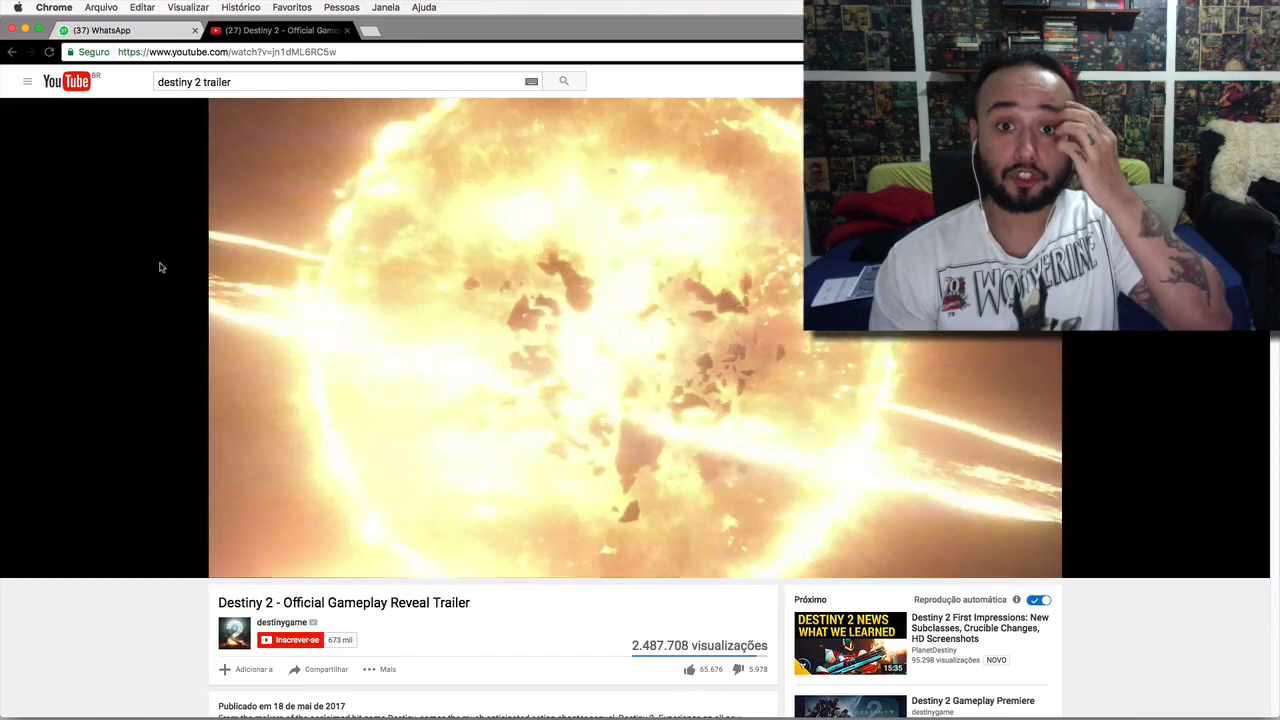 Chrome Arquivo Editar Visualizar Histórico Favoritos Pessoas Janela Ajuda
(37) WhatsApp
(27) Destiny 2 - Official Game
Seguro https://www.youtube.com/watch?v=jn1dML6RC5w
YouTube BR
destiny 2 trailer
WOLVERINE
Destiny 2 - Official Gameplay Reveal Trailer
destinygame
Inscrever-se 673 mil
2.487.708 visualizações
Adicionar a Compartilhar Mais
65.676 5.978
Publicado em 18 de mai de 2017
Próximo Reprodução automática
DESTINY 2 NEWS
WHAT WE LEARNED
15:35
Destiny 2 First Impressions: New
Subclasses, Crucible Changes,
HD Screenshots
PlanetDestiny
95.298 visualizações NOVO
Destiny 2 Gameplay Premiere
destinygame